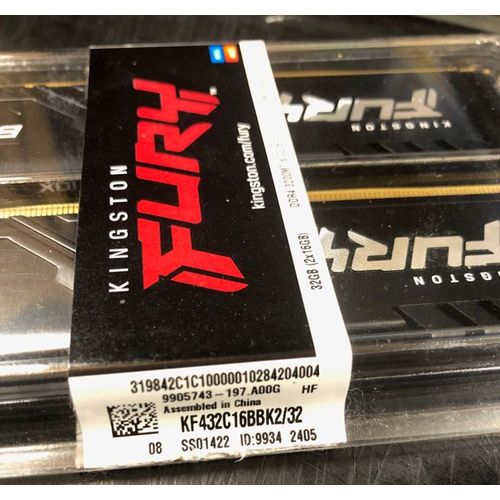 KINGSTON
FURY
kingston.com/fury
DDR4 3200M
32GB (2x16GB)
FURY
KINGSTON
FURY
KINGSTON
319842C1C10000010284204004
9905743-197.A00G HF
Assembled in China
KF432C16BBK2/32
08 SS01422 ID:9934 2405